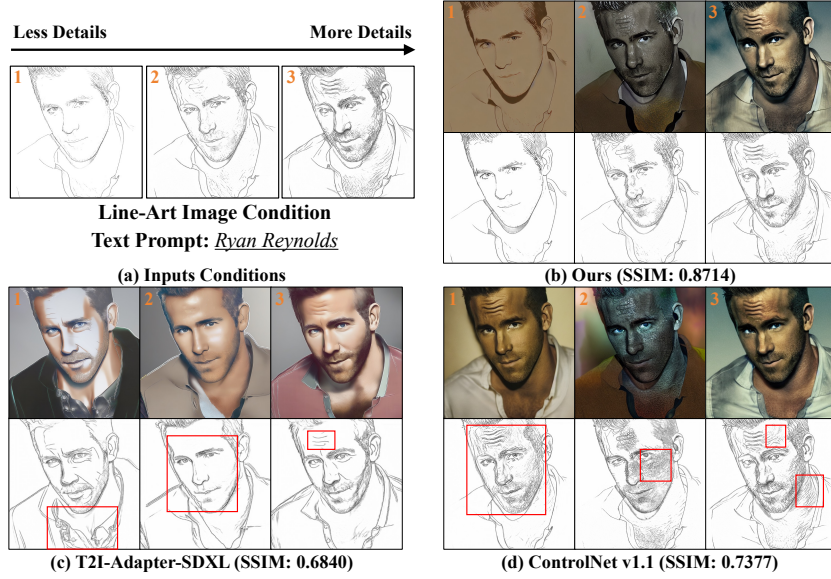 Less Details
More Details
1
2
3
Line-Art Image Condition
Text Prompt: Ryan Reynolds
(a) Inputs Conditions
1
2
3
(b) Ours (SSIM: 0.8714)
1
2
3
(c) T2I-Adapter-SDXL (SSIM: 0.6840)
1
2
3
(d) ControlNet v1.1 (SSIM: 0.7377)